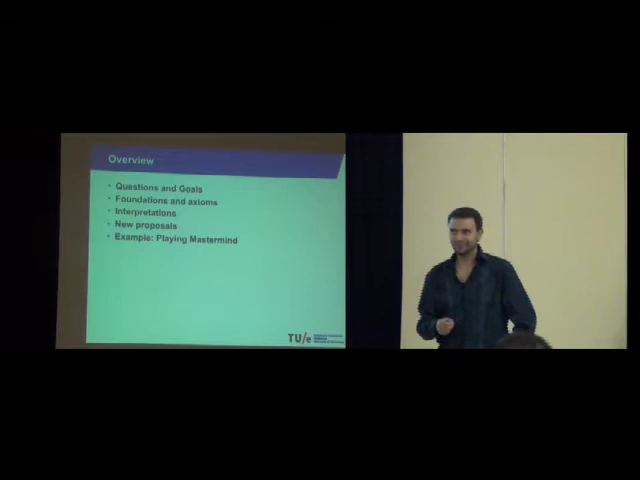 Overview
• Questions and Goals
• Foundations and axioms
• Interpretations
• New proposals
• Example: Playing Mastermind
TU/e